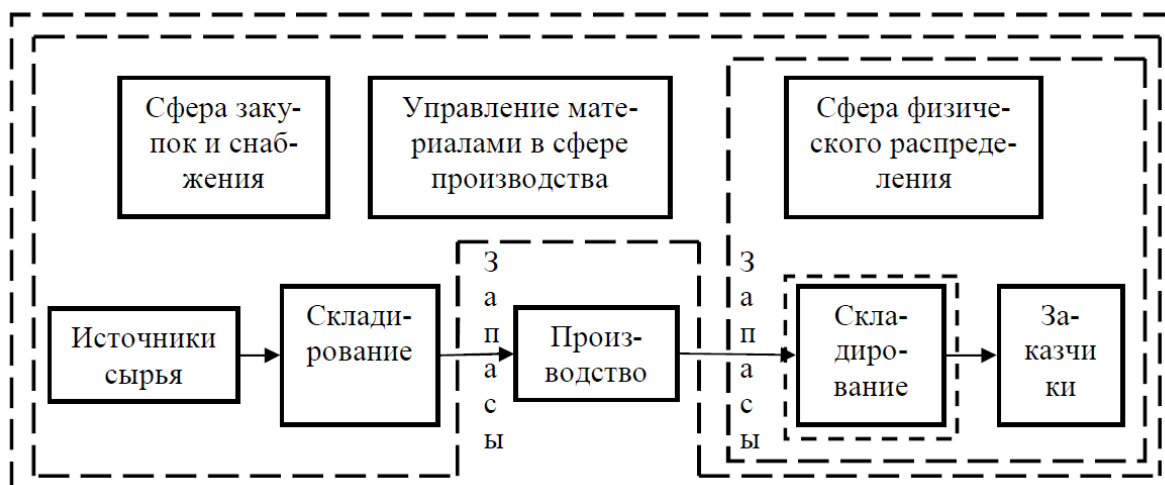 Сфера заку-
пок и снаб-
жения
Управление мате-
риалами в сфере
производства
Сфера физиче-
ского распреде-
ления
Источники
сырья
Склади-
рование
З
а
п
а
с
ы
Произ-
водство
З
а
п
а
с
ы
Скла-
диро-
вание
За-
казчи
ки